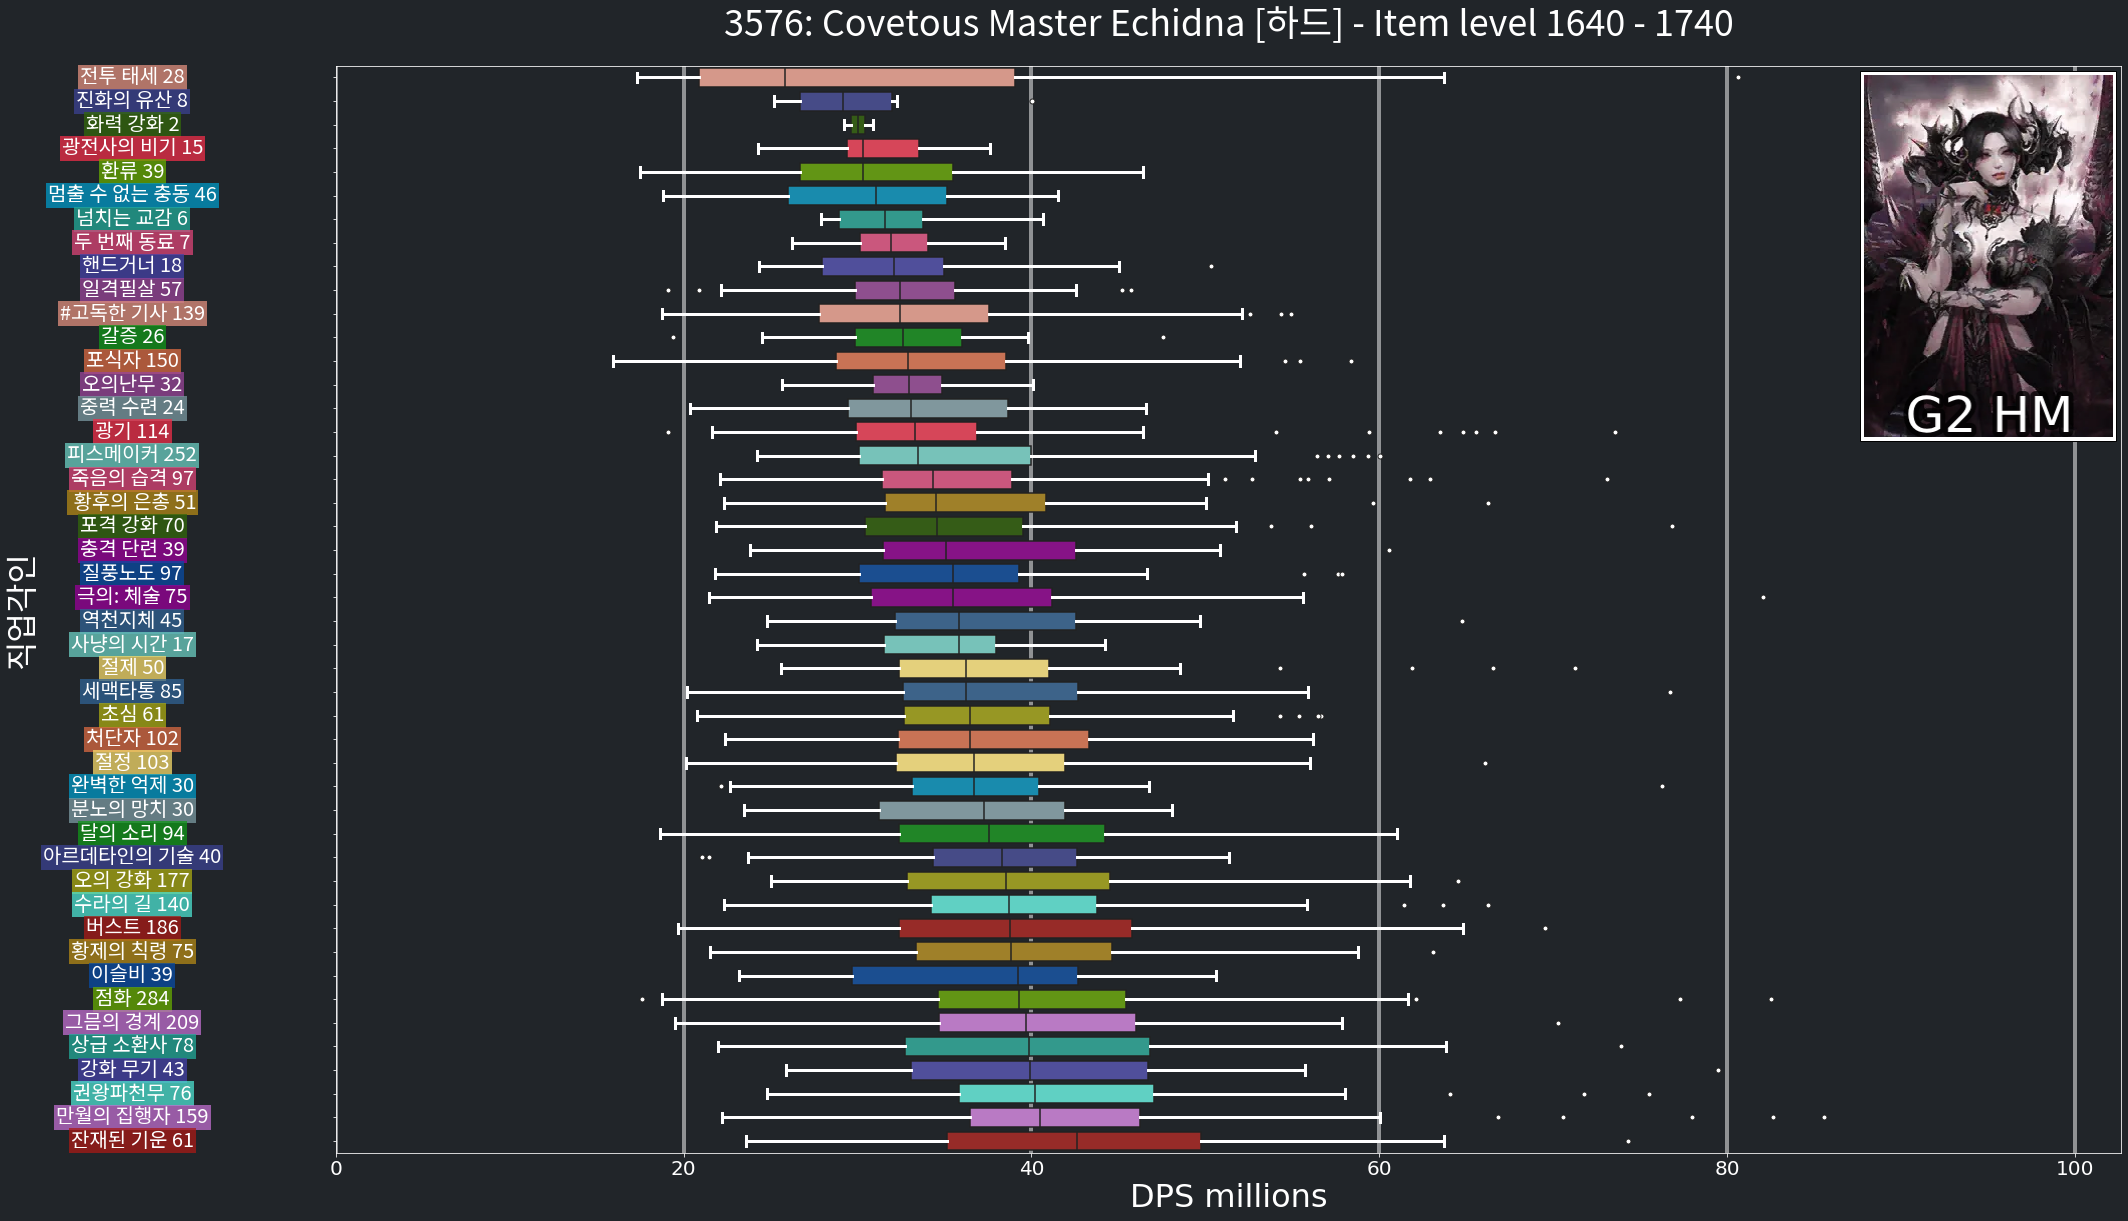 3576: Covetous Master Echidna [하드] - Item level 1640 - 1740
전투 태세 28
진화의 유산 8
화력 강화 2
광전사의 비기 15
환류 39
멈출 수 없는 충동 46
넘치는 교감 6
두 번째 동료 7
핸드거너 18
일격필살 57
#고독한 기사 139
갈증 26
포식자 150
오의난무 32
중력 수련 24
광기 114
피스메이커 252
죽음의 습격 97
황후의 은총 51
포격 강화 70
충격 단련 39
질풍노도 97
극의: 체술 75
역천지체 45
사냥의 시간 17
절제 50
세맥타통 85
초심 61
처단자 102
절정 103
완벽한 억제 30
분노의 망치 30
달의 소리 94
아르데타인의 기술 40
오의 강화 177
수라의 길 140
버스트 186
황제의 칙령 75
이슬비 39
점화 284
그믐의 경계 209
상급 소환사 78
강화 무기 43
권왕파천무 76
만월의 집행자 159
잔재된 기운 61
직업각인
G2 HM
0 20 40 60 80 100
DPS millions